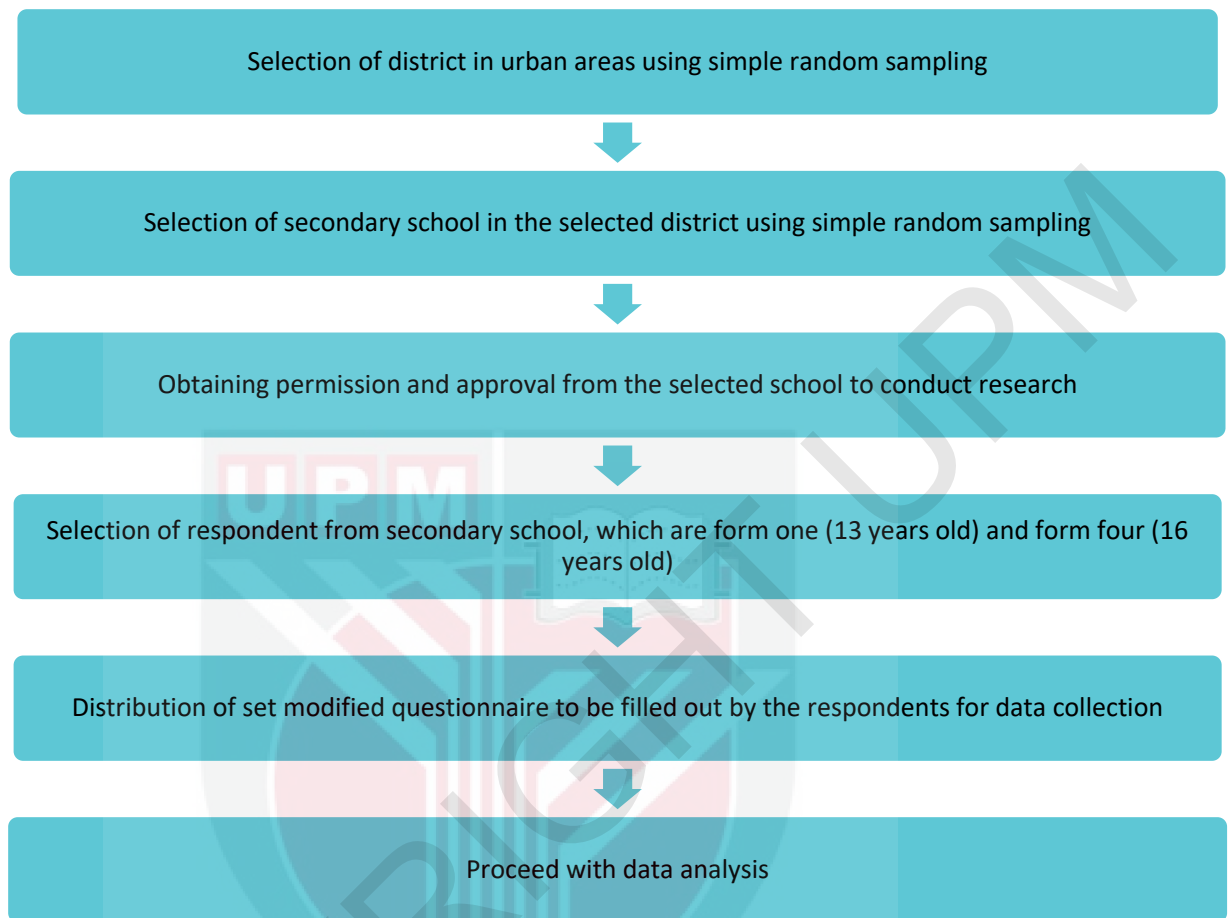 Selection of district in urban areas using simple random sampling
Selection of secondary school in the selected district using simple random sampling
Obtaining permission and approval from the selected school to conduct research
UPM
Selection of respondent from secondary school, which are form one (13 years old) and form four (16
years old)
Distribution of set modified questionnaire to be filled out by the respondents for data collection
Proceed with data analysis
RIGHT UPM